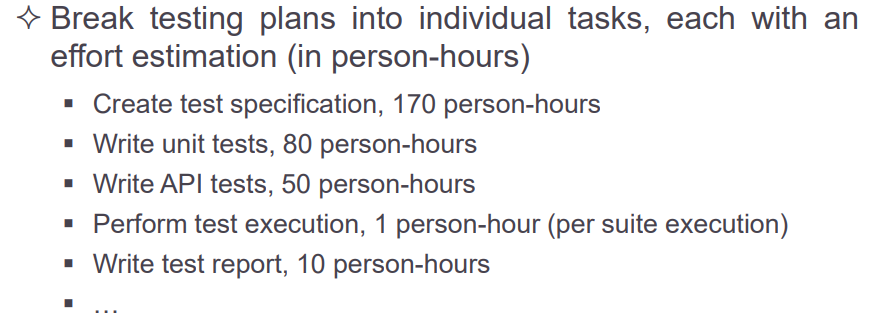 ✧ Break testing plans into individual tasks, each with an
effort estimation (in person-hours)
▪ Create test specification, 170 person-hours
▪ Write unit tests, 80 person-hours
▪ Write API tests, 50 person-hours
▪ Perform test execution, 1 person-hour (per suite execution)
▪ Write test report, 10 person-hours
▪ …